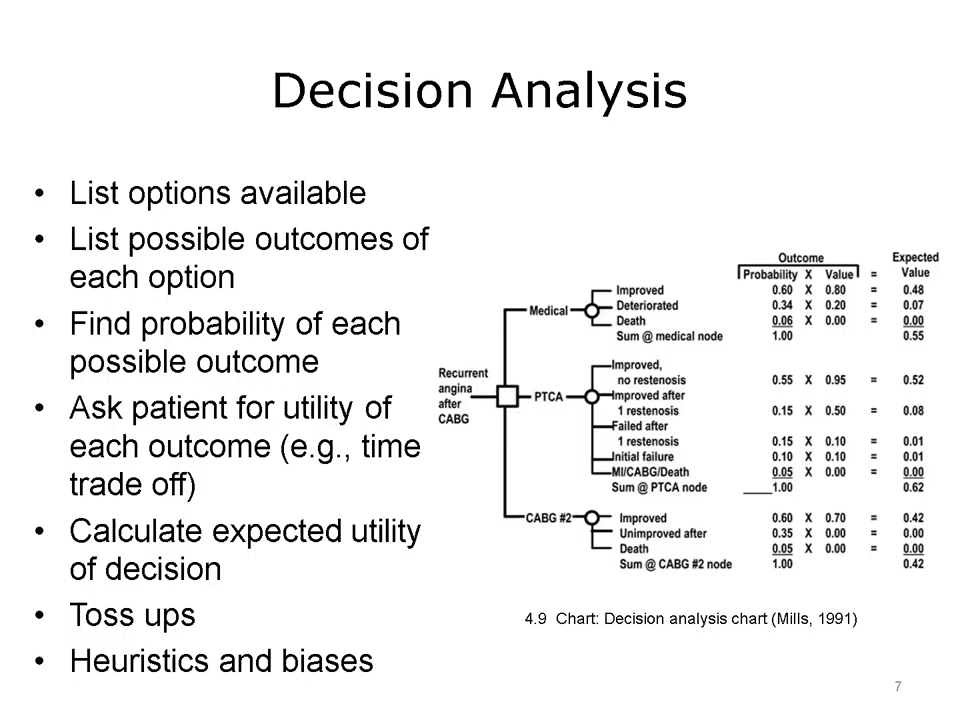 Decision Analysis
• List options available
• List possible outcomes of
each option
• Find probability of each
possible outcome
• Ask patient for utility of
each outcome (e.g., time
trade off)
• Calculate expected utility
of decision
• Toss ups
• Heuristics and biases
Outcome Expected
Probability X Value = Value
Recurrent
angina
after
CABG
Medical
Improved 0.60 X 0.80 = 0.48
Deteriorated 0.34 X 0.20 = 0.07
Death 0.06 X 0.00 = 0.00
Sum @ medical node 1.00 0.55
PTCA
Improved,
no restenosis 0.55 X 0.95 = 0.52
Improved after
1 restenosis 0.15 X 0.50 = 0.08
Failed after
1 restenosis 0.15 X 0.10 = 0.01
Initial failure 0.10 X 0.10 = 0.01
MI/CABG/Death 0.05 X 0.00 = 0.00
Sum @ PTCA node 1.00 0.62
CABG #2
Improved 0.60 X 0.70 = 0.42
Unimproved after 0.35 X 0.00 = 0.00
Death 0.05 X 0.00 = 0.00
Sum @ CABG #2 node 1.00 0.42
4.9 Chart: Decision analysis chart (Mills, 1991)
7